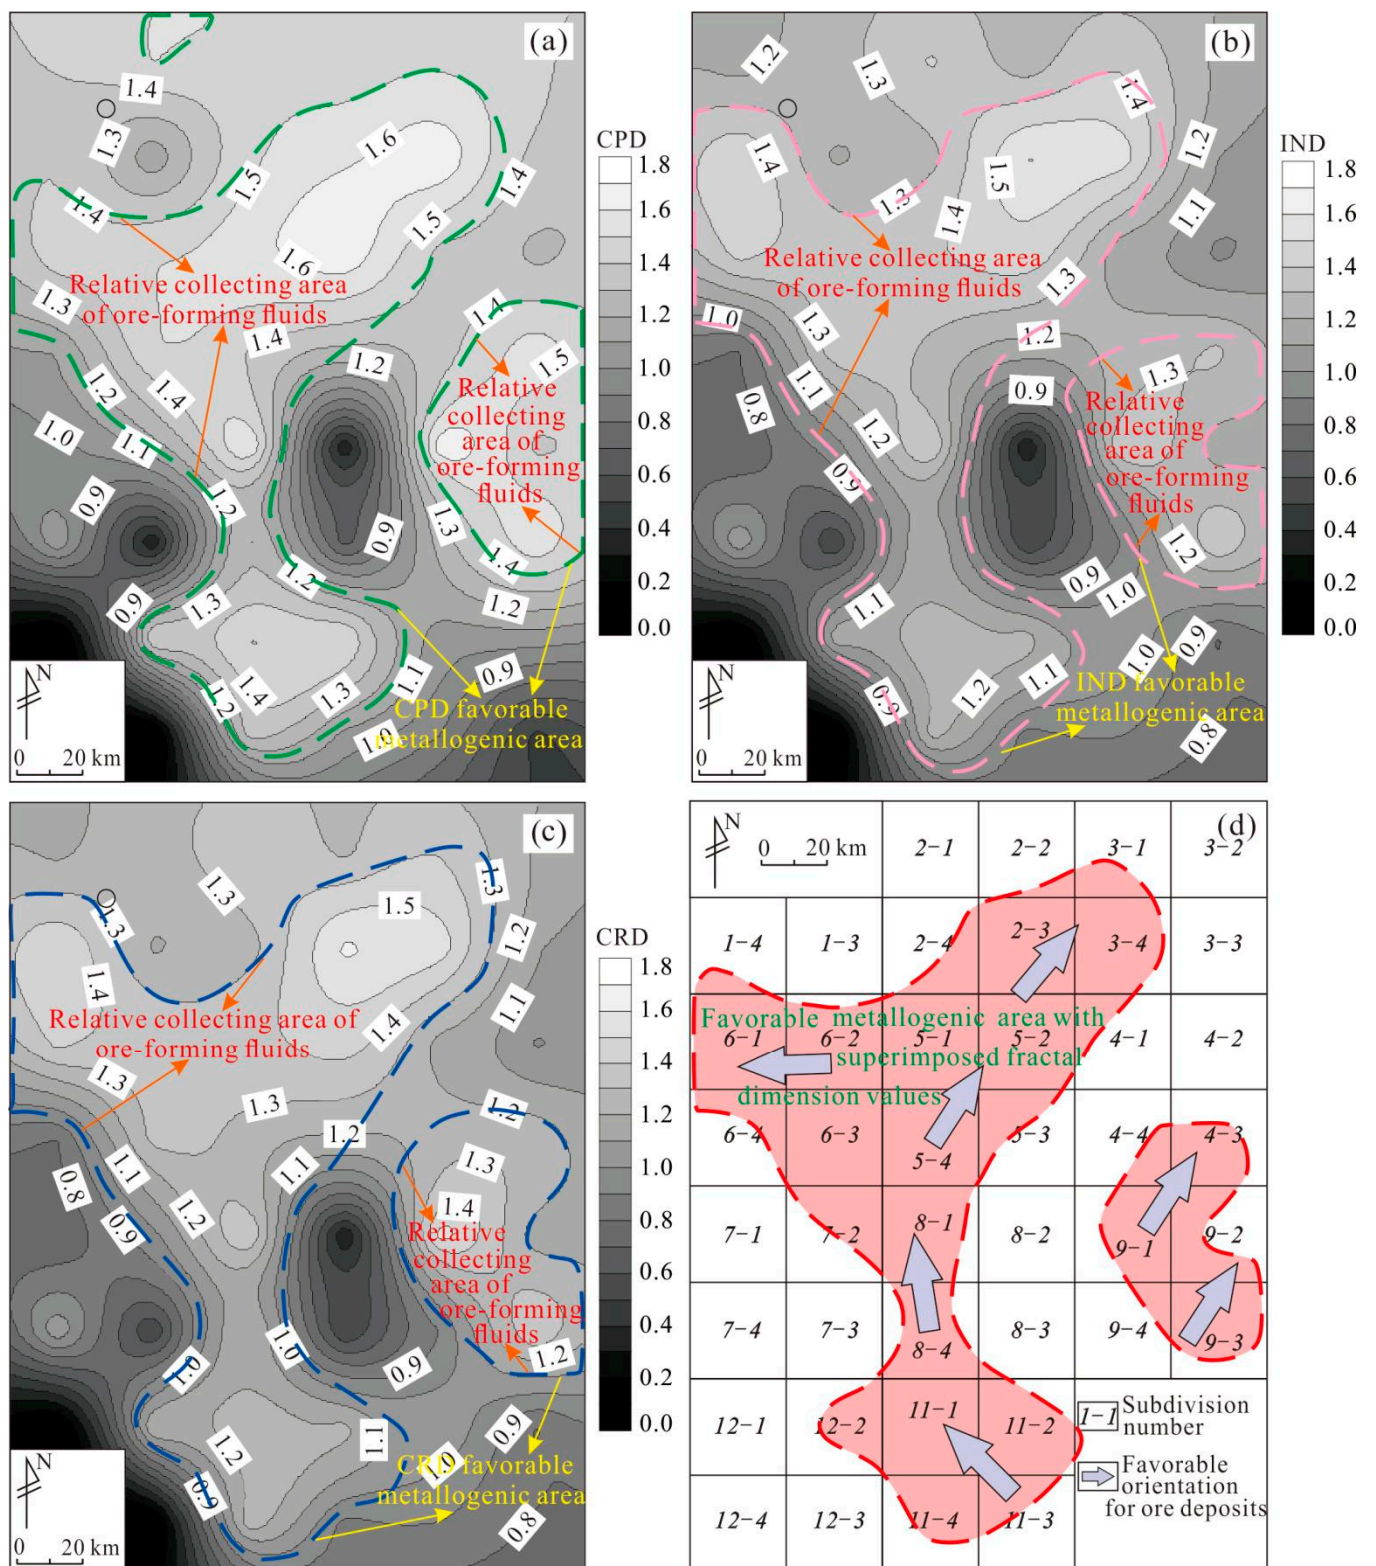 (a)
1.4
1.3
1.6
1.5
1.4
1.4
1.5
1.6
Relative collecting area
of ore-forming fluids
1.3
1.4
1.4
1.5
1.2
1.2
1.4
Relative
collecting
area of
ore-forming
fluids
1.0
1.1
0.9
1.2
0.9
1.3
1.4
1.2
0.9
1.3
1.2
1.4
1.2
1.3
1.1
0.9
CPD favorable
metallogenic area
1.0
N
0 20 km
CPD
1.8
1.6
1.4
1.2
1.0
0.8
0.6
0.4
0.2
0.0
(b)
1.2
1.3
1.4
1.2
1.4
1.5
1.3
1.4
1.1
Relative collecting area
of ore-forming fluids
1.3
1.0
1.3
1.2
0.9
1.3
Relative
collecting
area of
ore-forming
fluids
0.8
1.1
1.2
0.9
1.2
0.9
1.0
1.1
0.9
1.0
1.1
1.2
0.9
IND favorable
metallogenic area
0.8
N
0 20 km
IND
1.8
1.6
1.4
1.2
1.0
0.8
0.6
0.4
0.2
0.0
(c)
1.3
1.3
1.3
1.5
1.2
1.4
1.4
1.1
Relative collecting area of
ore-forming fluids
1.3
1.3
1.2
1.2
1.1
1.1
1.3
0.8
0.9
1.2
1.4
Relative
collecting
area of
ore-forming
fluids
1.0
1.0
0.9
1.2
1.1
0.9
1.2
1.0
CRD favorable
metallogenic area
0.9
0.8
N
0 20 km
CRD
1.8
1.6
1.4
1.2
1.0
0.8
0.6
0.4
0.2
0.0
(d)
N
0 20 km
2-1 2-2 3-1 3-2
1-4 1-3 2-4 2-3 3-4 3-3
Favorable metallogenic area with
6-1 6-2 5-1 5-2 4-1 4-2
superimposed fractal
dimension values
6-4 6-3 5-4 5-3 4-4 4-3
7-1 7-2 8-1 8-2 9-1 9-2
7-4 7-3 8-4 8-3 9-4 9-3
12-1 12-2 11-1 11-2
12-4 12-3 11-4 11-3
1-1 Subdivision
number
Favorable
orientation
for ore deposits